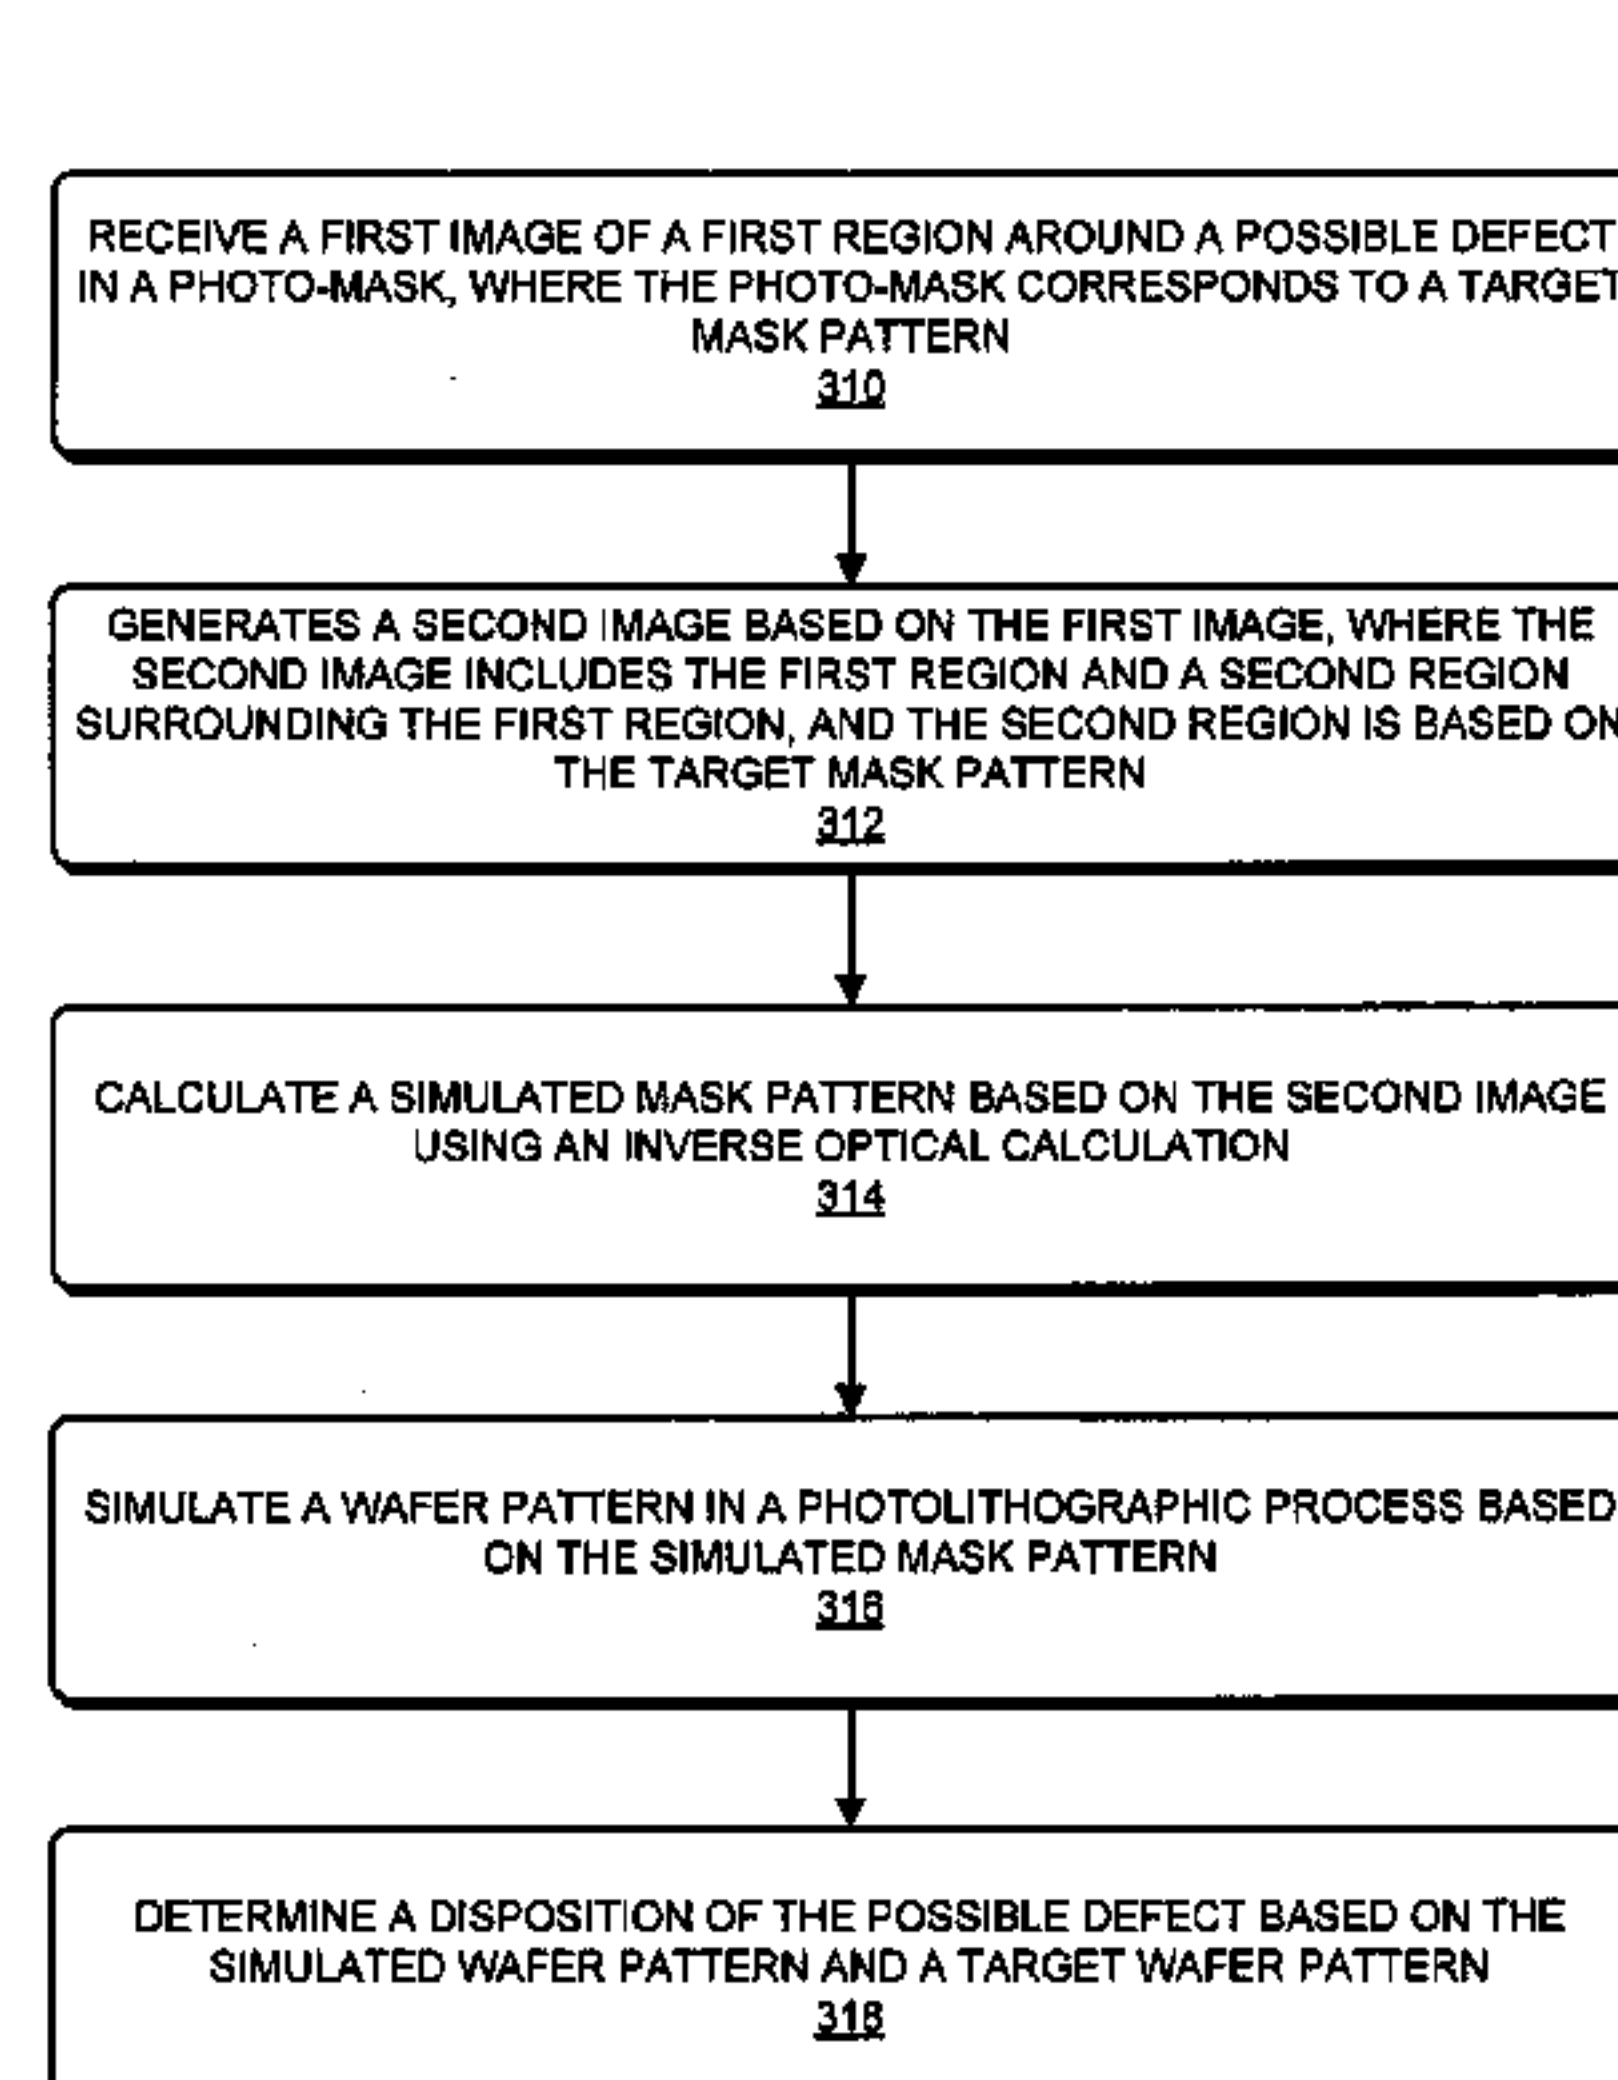 RECEIVE A FIRST IMAGE OF A FIRST REGION AROUND A POSSIBLE DEFECT
IN A PHOTO-MASK, WHERE THE PHOTO-MASK CORRESPONDS TO A TARGET
MASK PATTERN
310
GENERATES A SECOND IMAGE BASED ON THE FIRST IMAGE, WHERE THE
SECOND IMAGE INCLUDES THE FIRST REGION AND A SECOND REGION
SURROUNDING THE FIRST REGION, AND THE SECOND REGION IS BASED ON
THE TARGET MASK PATTERN
312
CALCULATE A SIMULATED MASK PATTERN BASED ON THE SECOND IMAGE
USING AN INVERSE OPTICAL CALCULATION
314
SIMULATE A WAFER PATTERN IN A PHOTOLITHOGRAPHIC PROCESS BASED
ON THE SIMULATED MASK PATTERN
316
DETERMINE A DISPOSITION OF THE POSSIBLE DEFECT BASED ON THE
SIMULATED WAFER PATTERN AND A TARGET WAFER PATTERN
318